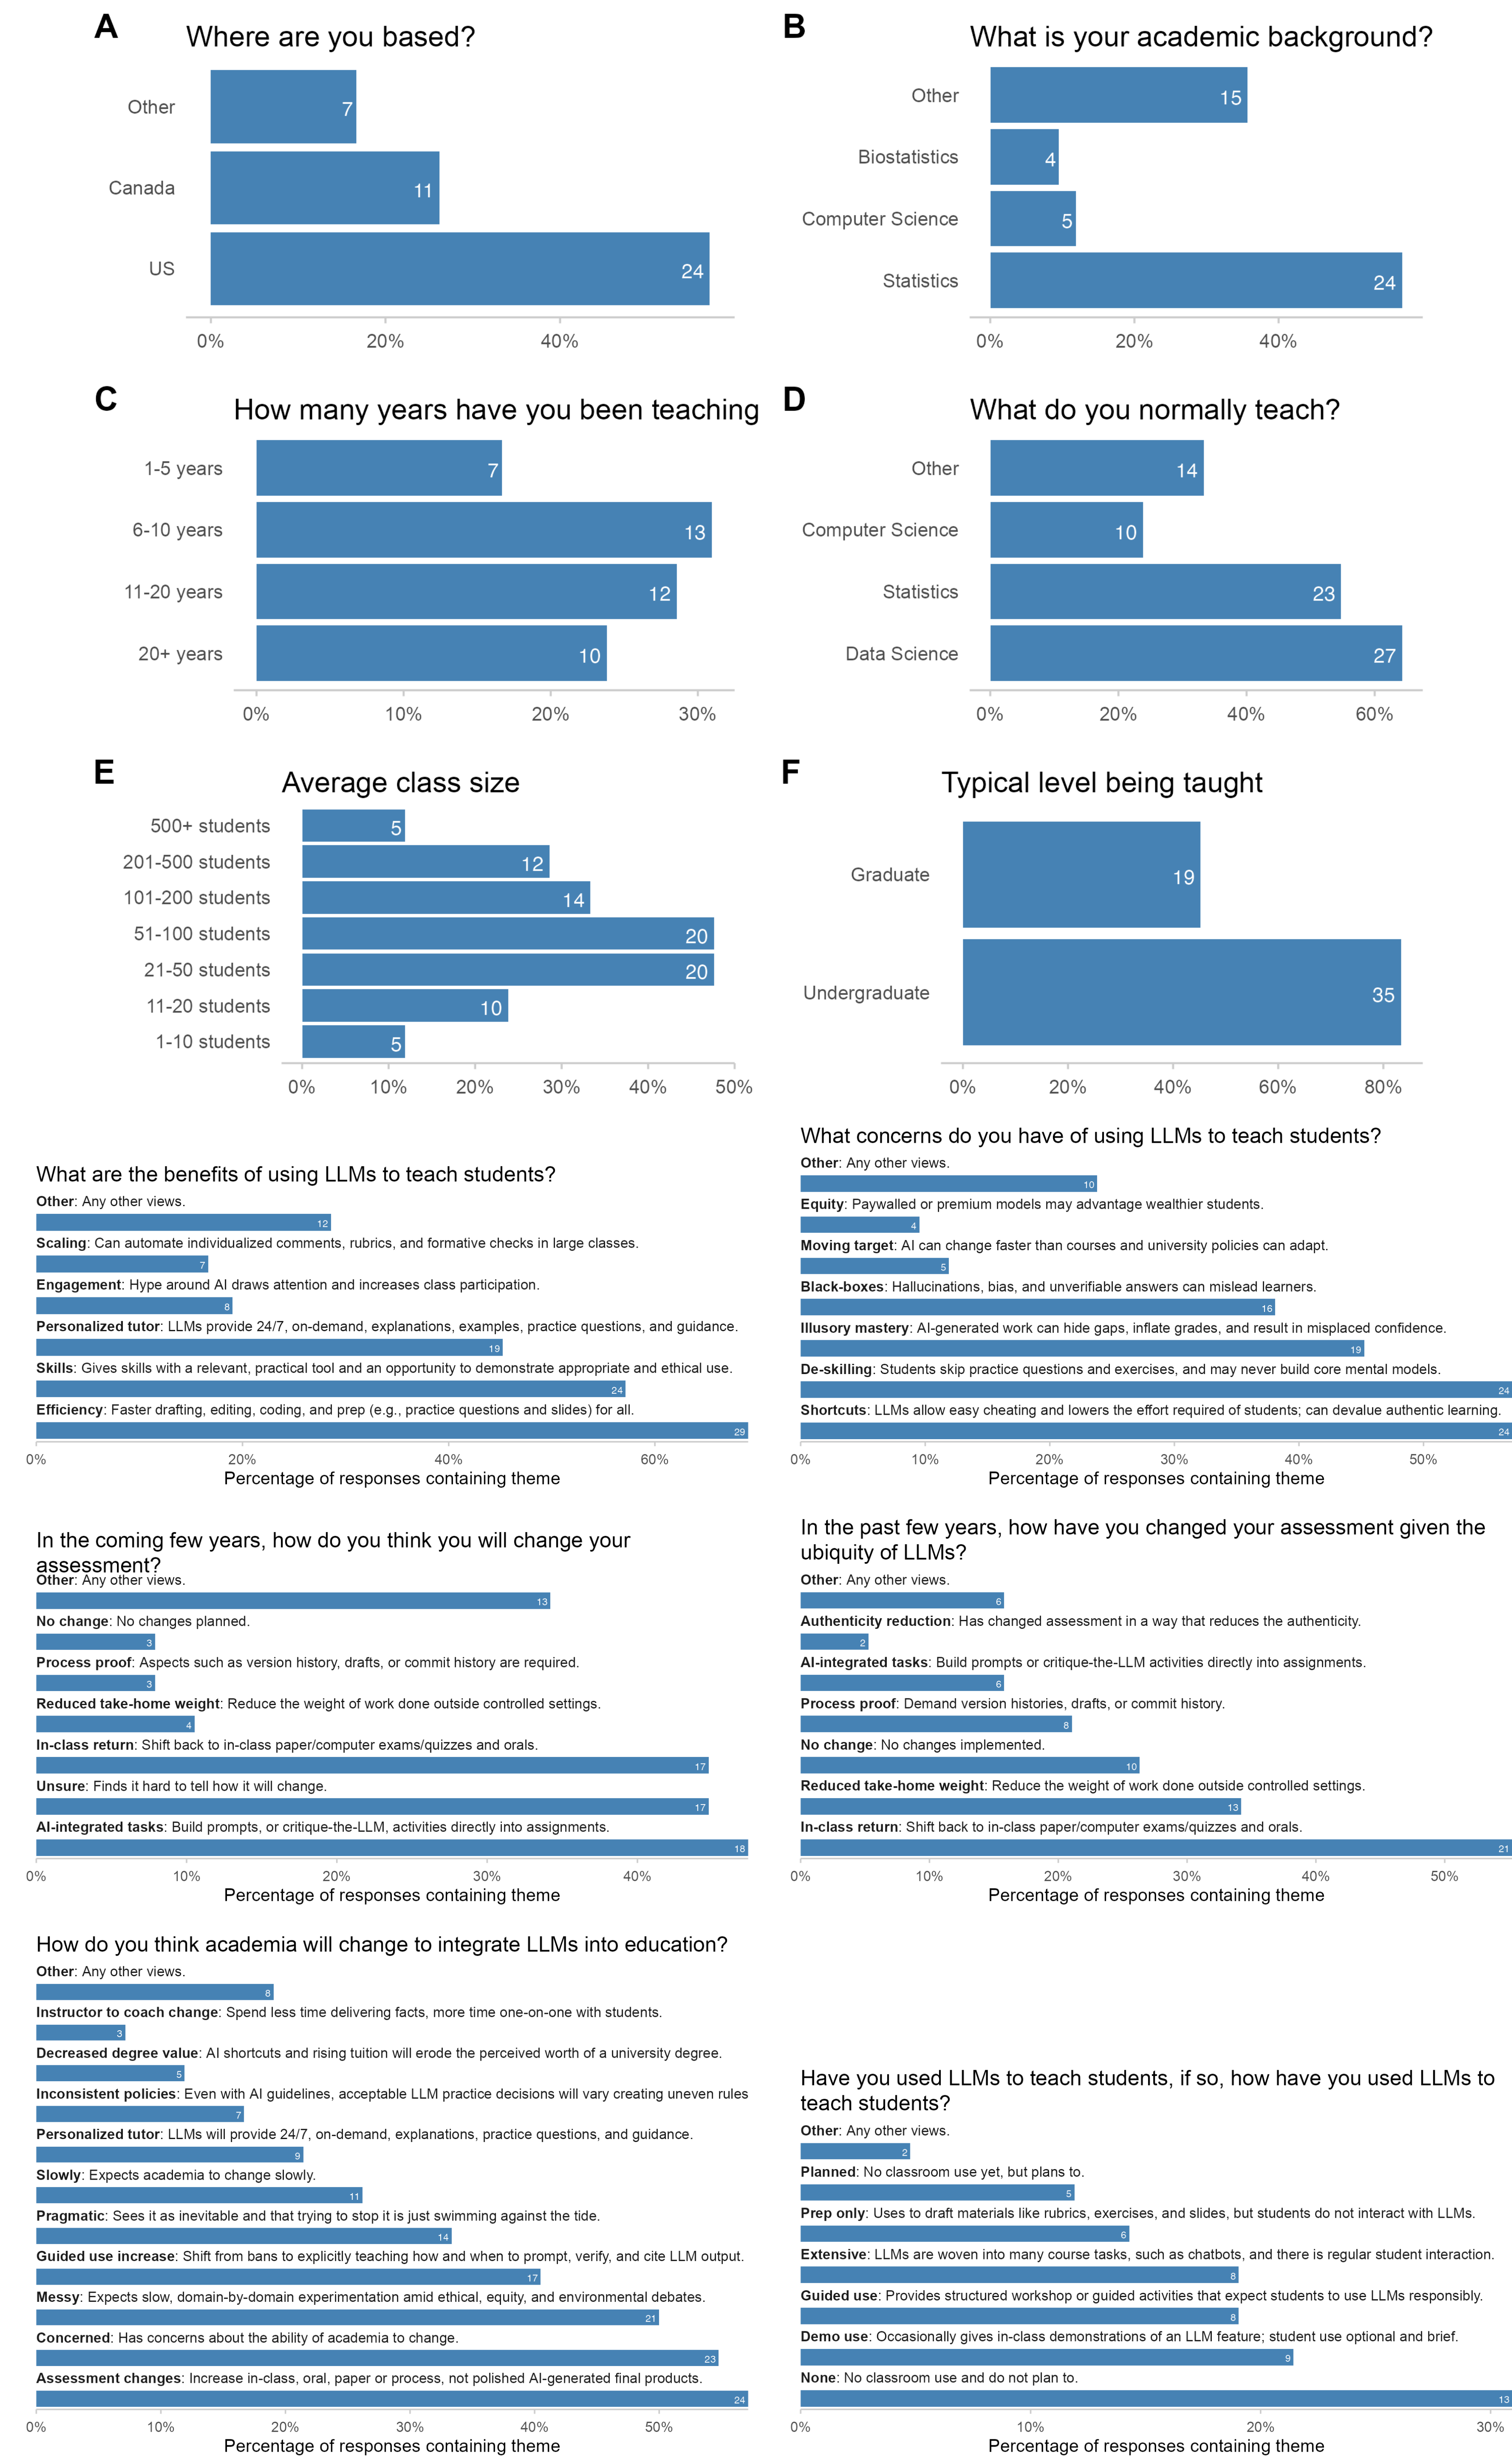 A
Where are you based?
Other
7
Canada
11
US
24
0% 20% 40%
B
What is your academic background?
Other
15
Biostatistics
4
Computer Science
5
Statistics
24
0% 20% 40%
C
How many years have you been teaching
1-5 years
7
6-10 years
13
11-20 years
12
20+ years
10
0% 10% 20% 30%
D
What do you normally teach?
Other
14
Computer Science
10
Statistics
23
Data Science
27
0% 20% 40% 60%
E
Average class size
500+ students
5
201-500 students
12
101-200 students
14
51-100 students
20
21-50 students
20
11-20 students
10
1-10 students
5
0% 10% 20% 30% 40% 50%
F
Typical level being taught
Graduate
19
Undergraduate
35
0% 20% 40% 60% 80%
What are the benefits of using LLMs to teach students?
Other: Any other views.
12
Scaling: Can automate individualized comments, rubrics, and formative checks in large classes.
7
Engagement: Hype around AI draws attention and increases class participation.
8
Personalized tutor: LLMs provide 24/7, on-demand, explanations, examples, practice questions, and guidance.
19
Skills: Gives skills with a relevant, practical tool and an opportunity to demonstrate appropriate and ethical use.
24
Efficiency: Faster drafting, editing, coding, and prep (e.g., practice questions and slides) for all.
29
0% 20% 40% 60%
Percentage of responses containing theme
What concerns do you have of using LLMs to teach students?
Other: Any other views.
10
Equity: Paywalled or premium models may advantage wealthier students.
4
Moving target: AI can change faster than courses and university policies can adapt.
5
Black-boxes: Hallucinations, bias, and unverifiable answers can mislead learners.
16
Illusory mastery: AI-generated work can hide gaps, inflate grades, and result in misplaced confidence.
19
De-skilling: Students skip practice questions and exercises, and may never build core mental models.
24
Shortcuts: LLMs allow easy cheating and lowers the effort required of students; can devalue authentic learning.
24
0% 10% 20% 30% 40% 50%
Percentage of responses containing theme
In the coming few years, how do you think you will change your
assessment?
Other: Any other views.
13
No change: No changes planned.
3
Process proof: Aspects such as version history, drafts, or commit history are required.
3
Reduced take-home weight: Reduce the weight of work done outside controlled settings.
4
In-class return: Shift back to in-class paper/computer exams/quizzes and orals.
17
Unsure: Finds it hard to tell how it will change.
17
AI-integrated tasks: Build prompts, or critique-the-LLM, activities directly into assignments.
18
0% 10% 20% 30% 40%
Percentage of responses containing theme
In the past few years, how have you changed your assessment given the
ubiquity of LLMs?
Other: Any other views.
6
Authenticity reduction: Has changed assessment in a way that reduces the authenticity.
2
AI-integrated tasks: Build prompts or critique-the-LLM activities directly into assignments.
6
Process proof: Demand version histories, drafts, or commit history.
8
No change: No changes implemented.
10
Reduced take-home weight: Reduce the weight of work done outside controlled settings.
13
In-class return: Shift back to in-class paper/computer exams/quizzes and orals.
21
0% 10% 20% 30% 40% 50%
Percentage of responses containing theme
How do you think academia will change to integrate LLMs into education?
Other: Any other views.
8
Instructor to coach change: Spend less time delivering facts, more time one-on-one with students.
3
Decreased degree value: AI shortcuts and rising tuition will erode the perceived worth of a university degree.
5
Inconsistent policies: Even with AI guidelines, acceptable LLM practice decisions will vary creating uneven rules
7
Personalized tutor: LLMs will provide 24/7, on-demand, explanations, practice questions, and guidance.
9
Slowly: Expects academia to change slowly.
11
Pragmatic: Sees it as inevitable and that trying to stop it is just swimming against the tide.
14
Guided use increase: Shift from bans to explicitly teaching how and when to prompt, verify, and cite LLM output.
17
Messy: Expects slow, domain-by-domain experimentation amid ethical, equity, and environmental debates.
21
Concerned: Has concerns about the ability of academia to change.
23
Assessment changes: Increase in-class, oral, paper or process, not polished AI-generated final products.
24
0% 10% 20% 30% 40% 50%
Percentage of responses containing theme
Have you used LLMs to teach students, if so, how have you used LLMs to
teach students?
Other: Any other views.
2
Planned: No classroom use yet, but plans to.
5
Prep only: Uses to draft materials like rubrics, exercises, and slides, but students do not interact with LLMs.
6
Extensive: LLMs are woven into many course tasks, such as chatbots, and there is regular student interaction.
8
Guided use: Provides structured workshop or guided activities that expect students to use LLMs responsibly.
8
Demo use: Occasionally gives in-class demonstrations of an LLM feature; student use optional and brief.
9
None: No classroom use and do not plan to.
13
0% 10% 20% 30%
Percentage of responses containing theme